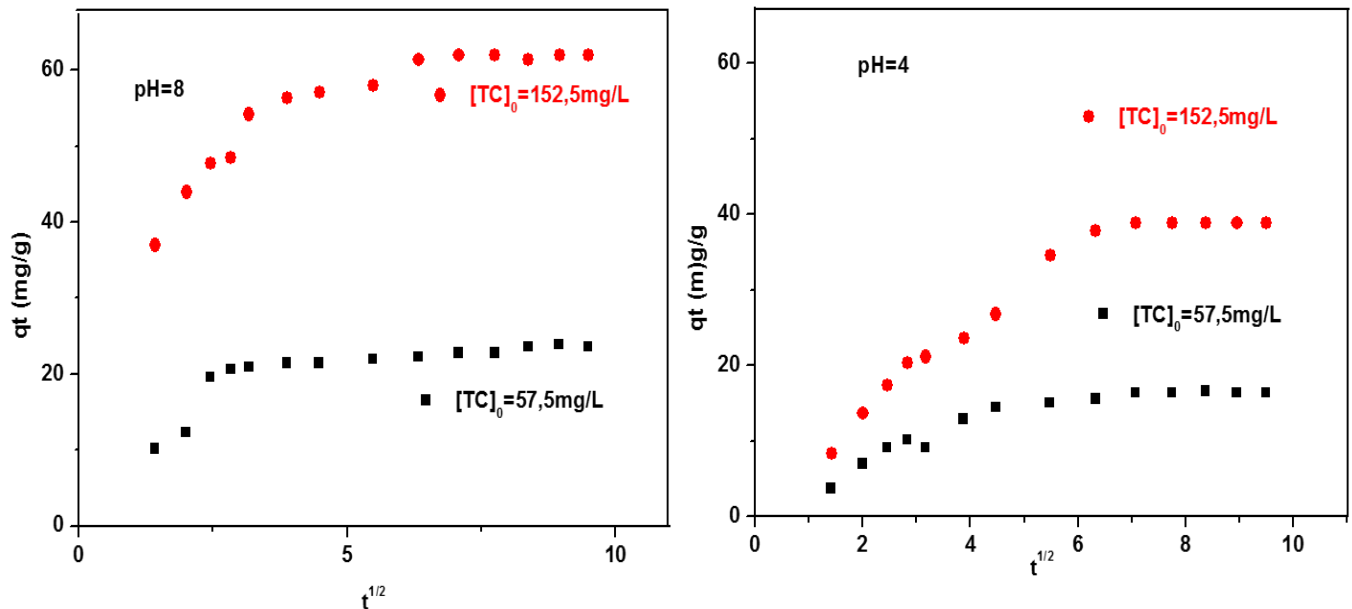 pH=8
[TC]₀=152,5mg/L
[TC]₀=57,5mg/L
qt (mg/g)
60
40
20
0
0 5 10
t^1/2
pH=4
[TC]₀=152,5mg/L
[TC]₀=57,5mg/L
qt (m)g/g
60
40
20
0
0 2 4 6 8 10
t^1/2